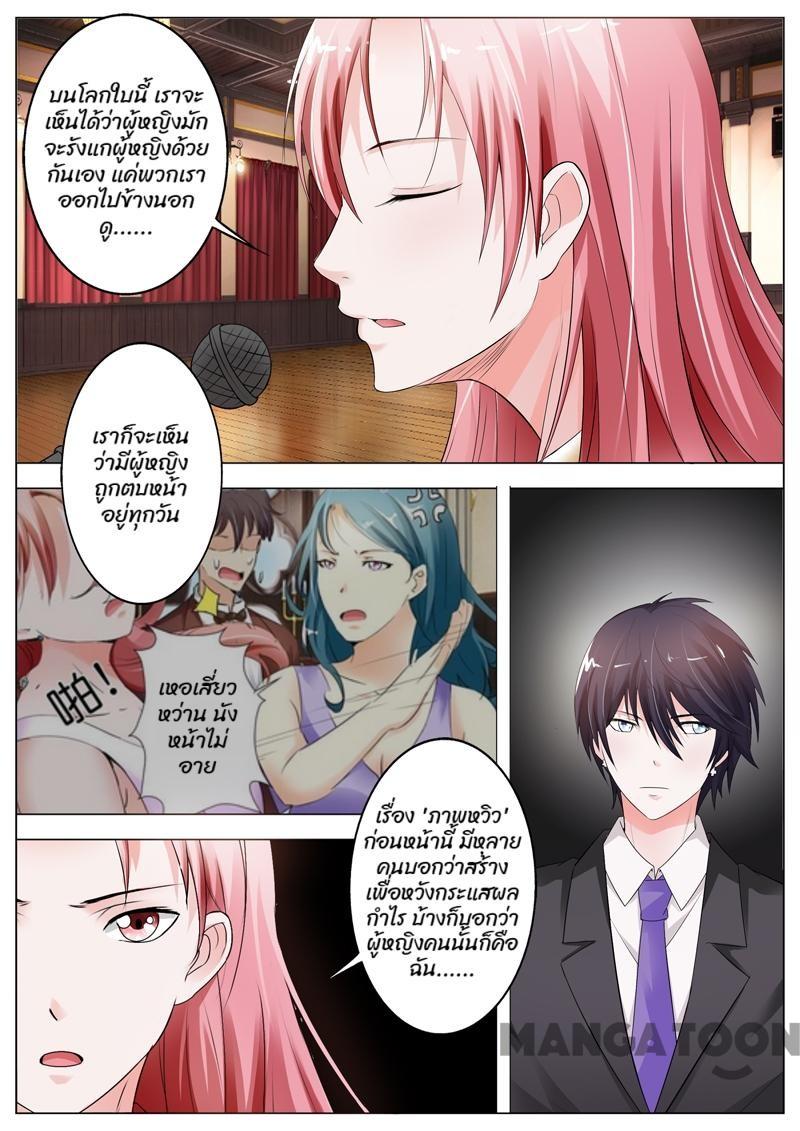 บนโลกใบนี้ เราจะ
เห็นได้ว่าผู้หญิงมัก
จะรังแกผู้หญิงด้วย
กันเอง แค่พวกเรา
ออกไปข้างนอก
ดู......
เราก็จะเห็น
ว่ามีผู้หญิง
ถูกตบหน้า
อยู่ทุกวัน
啪！
เหอเสี่ยว
หว่าน นัง
หน้าไม่
อาย
เรื่อง 'ภาพหวิว'
ก่อนหน้านี้ มีหลาย
คนบอกว่าสร้าง
เพื่อหวังกระแสผล
กำไร บ้างก็บอกว่า
ผู้หญิงคนนั้นก็คือ
ฉัน......
MANGATOON